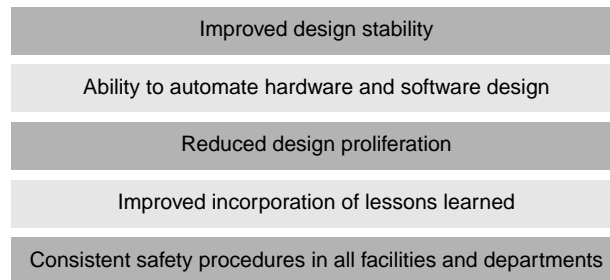 Improved design stability
Ability to automate hardware and software design
Reduced design proliferation
Improved incorporation of lessons learned
Consistent safety procedures in all facilities and departments